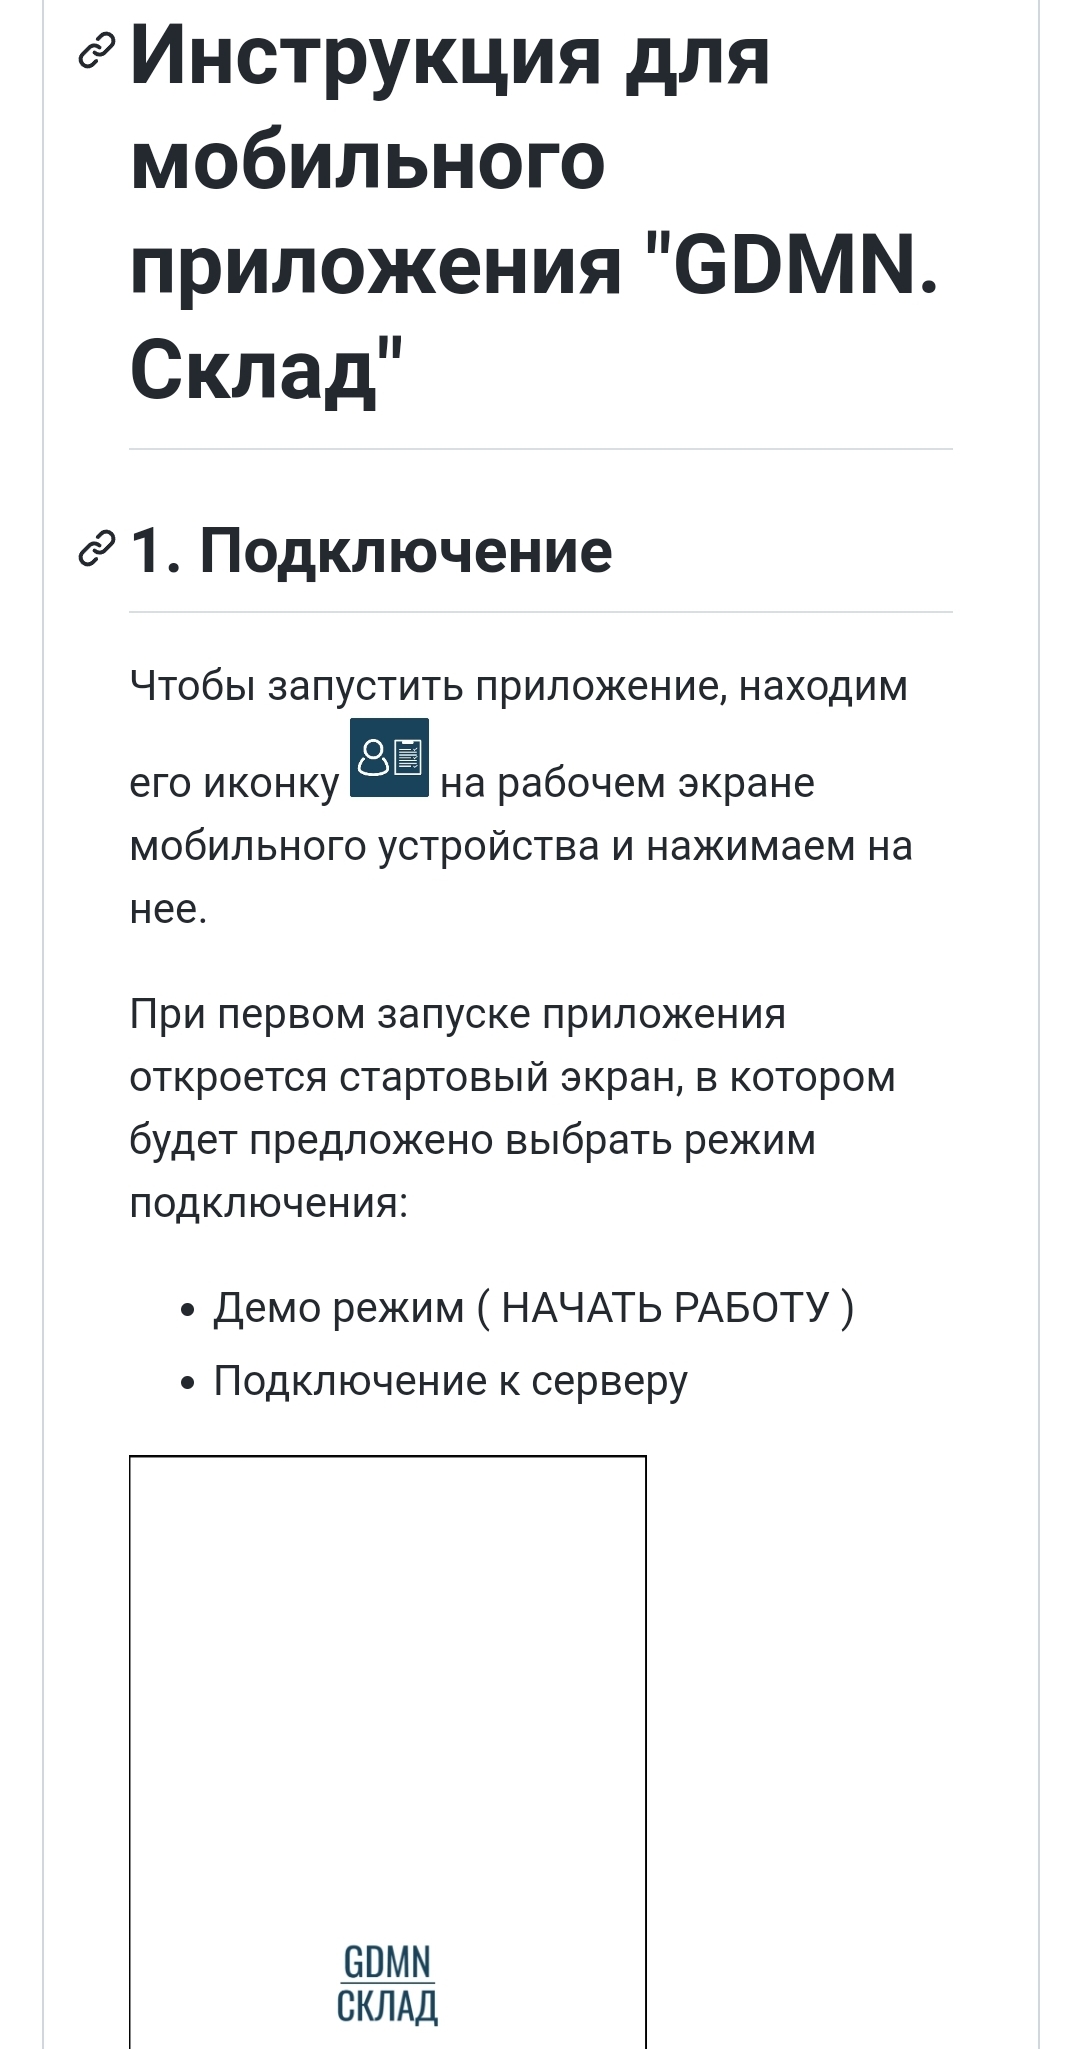 Инструкция для
мобильного
приложения "GDMN.
Склад"
1. Подключение
Чтобы запустить приложение, находим
его иконку на рабочем экране
мобильного устройства и нажимаем на
нее.
При первом запуске приложения
откроется стартовый экран, в котором
будет предложено выбрать режим
подключения:
• Демо режим ( НАЧАТЬ РАБОТУ )
• Подключение к серверу
GDMN
СКЛАД